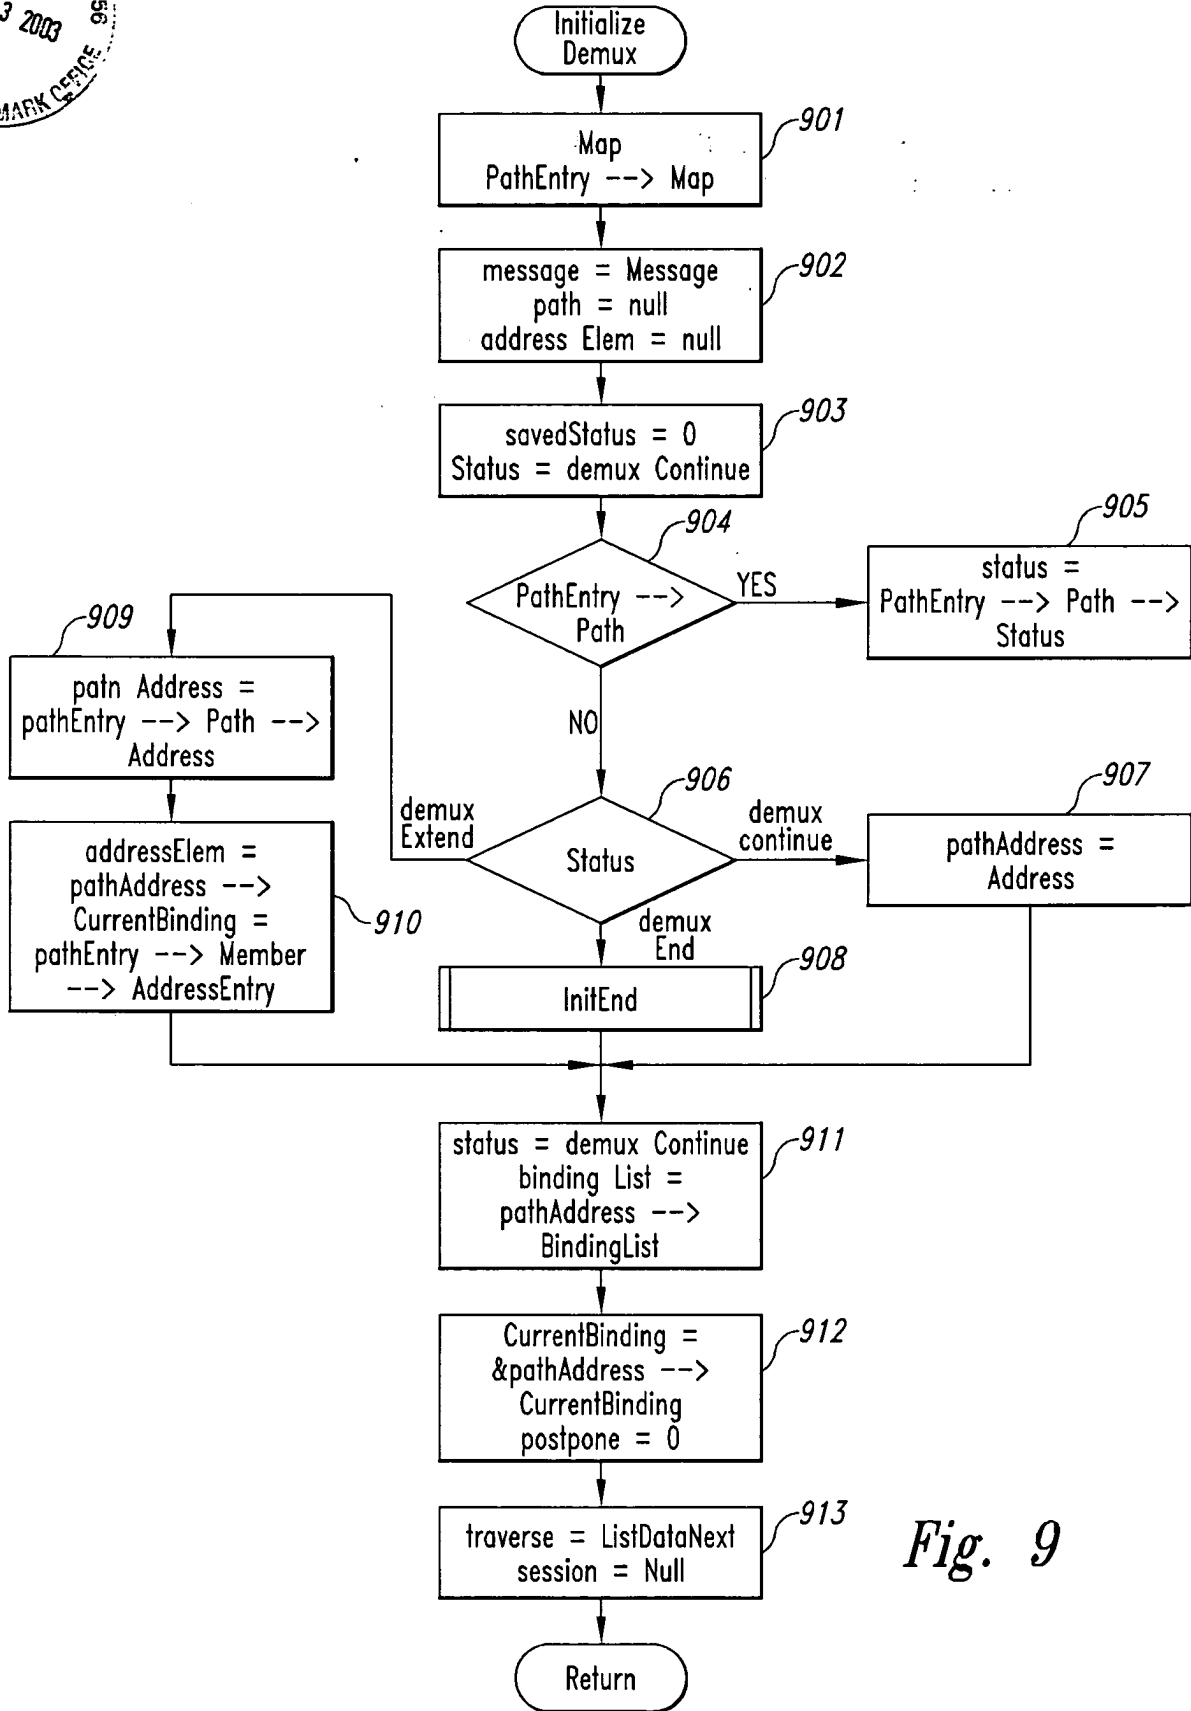 3 2003
56
MARK OFFICE
Initialize
Demux
901
Map
PathEntry --> Map
902
message = Message
path = null
address Elem = null
903
savedStatus = 0
Status = demux Continue
904
PathEntry -->
Path
YES
905
status =
PathEntry --> Path -->
Status
NO
909
patn Address =
pathEntry --> Path -->
Address
906
Status
demux
Extend
demux
continue
demux
End
907
pathAddress =
Address
910
addressElem =
pathAddress -->
CurrentBinding =
pathEntry --> Member
--> AddressEntry
908
InitEnd
911
status = demux Continue
binding List =
pathAddress -->
BindingList
912
CurrentBinding =
&pathAddress -->
CurrentBinding
postpone = 0
913
traverse = ListDataNext
session = Null
Return
Fig. 9